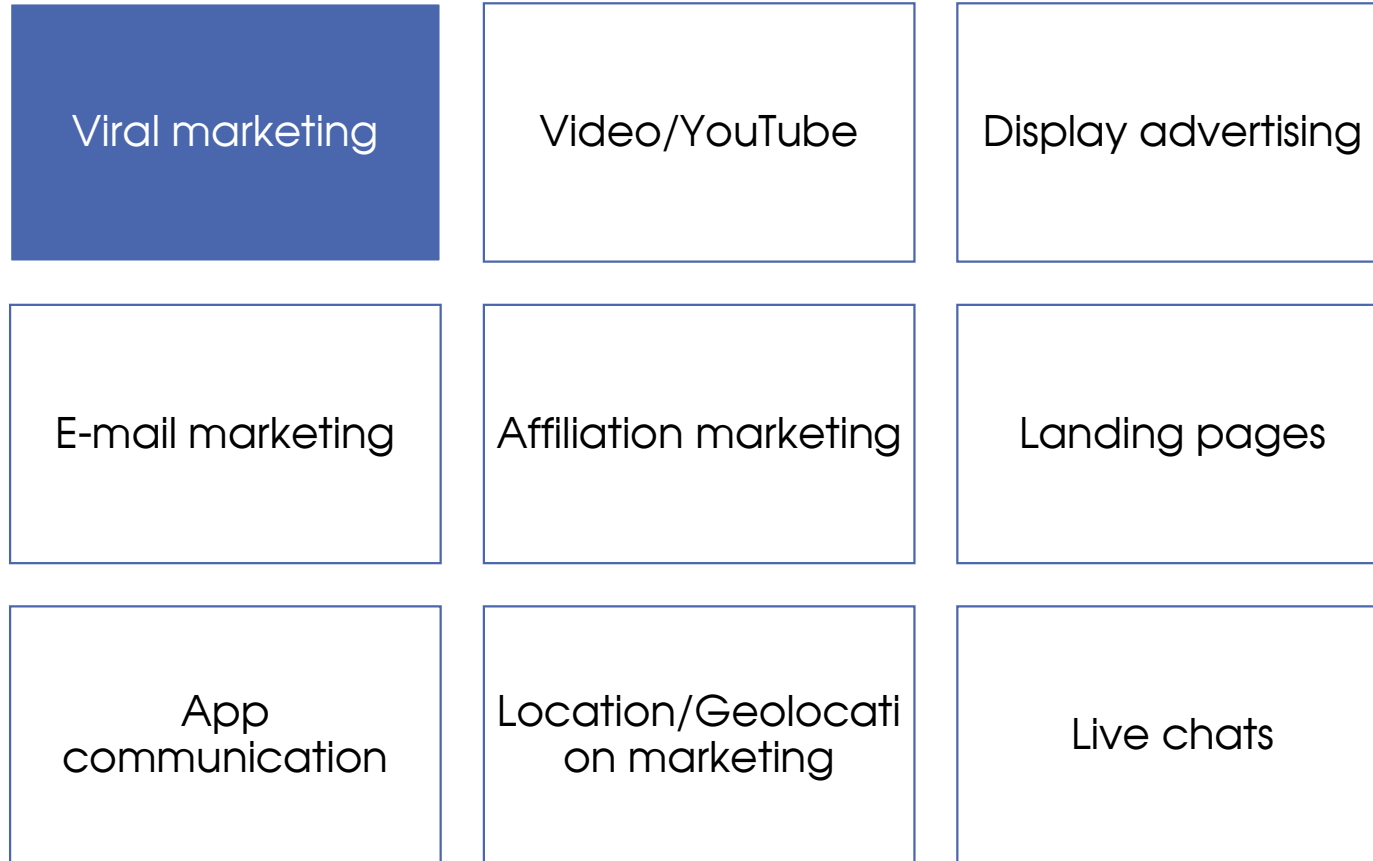 Viral marketing
Video/YouTube
Display advertising
E-mail marketing
Affiliation marketing
Landing pages
App
communication
Location/Geolocati
on marketing
Live chats